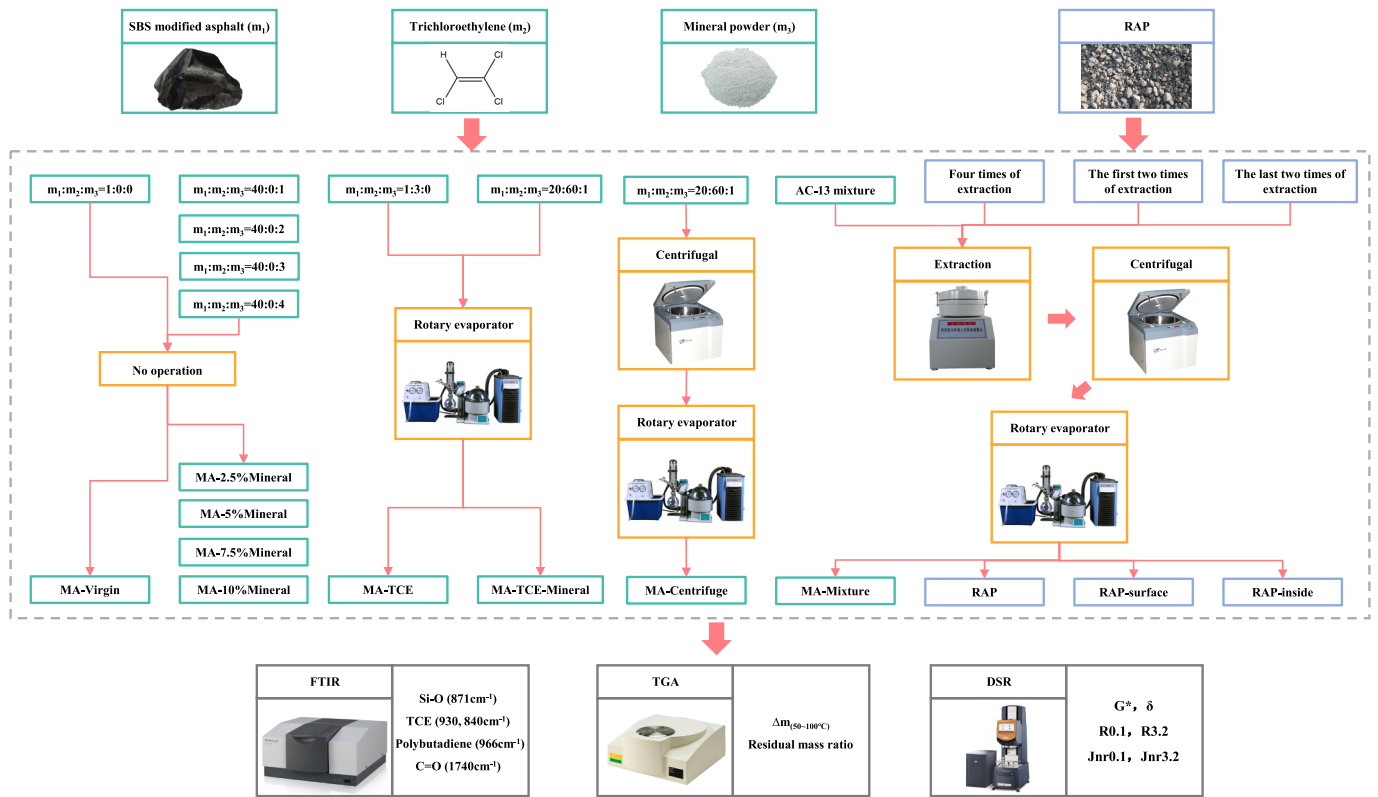 SBS modified asphalt (m₁)
Trichloroethylene (m₂)
Mineral powder (m₃)
RAP
H
Cl
Cl
Cl
m₁:m₂:m₃=1:0:0
m₁:m₂:m₃=40:0:1
m₁:m₂:m₃=40:0:2
m₁:m₂:m₃=40:0:3
m₁:m₂:m₃=40:0:4
m₁:m₂:m₃=1:3:0
m₁:m₂:m₃=20:60:1
m₁:m₂:m₃=20:60:1
AC-13 mixture
Four times of
extraction
The first two times
of extraction
The last two times of
extraction
No operation
Rotary evaporator
Centrifugal
Rotary evaporator
Extraction
Centrifugal
Rotary evaporator
MA-2.5%Mineral
MA-5%Mineral
MA-7.5%Mineral
MA-Virgin
MA-10%Mineral
MA-TCE
MA-TCE-Mineral
MA-Centrifuge
MA-Mixture
RAP
RAP-surface
RAP-inside
FTIR
Si-O (871cm⁻¹)
TCE (930, 840cm⁻¹)
Polybutadiene (966cm⁻¹)
C=O (1740cm⁻¹)
TGA
Δm₍₅₀~₁₀₀°C₎
Residual mass ratio
DSR
G*，δ
R0.1，R3.2
Jnr0.1，Jnr3.2